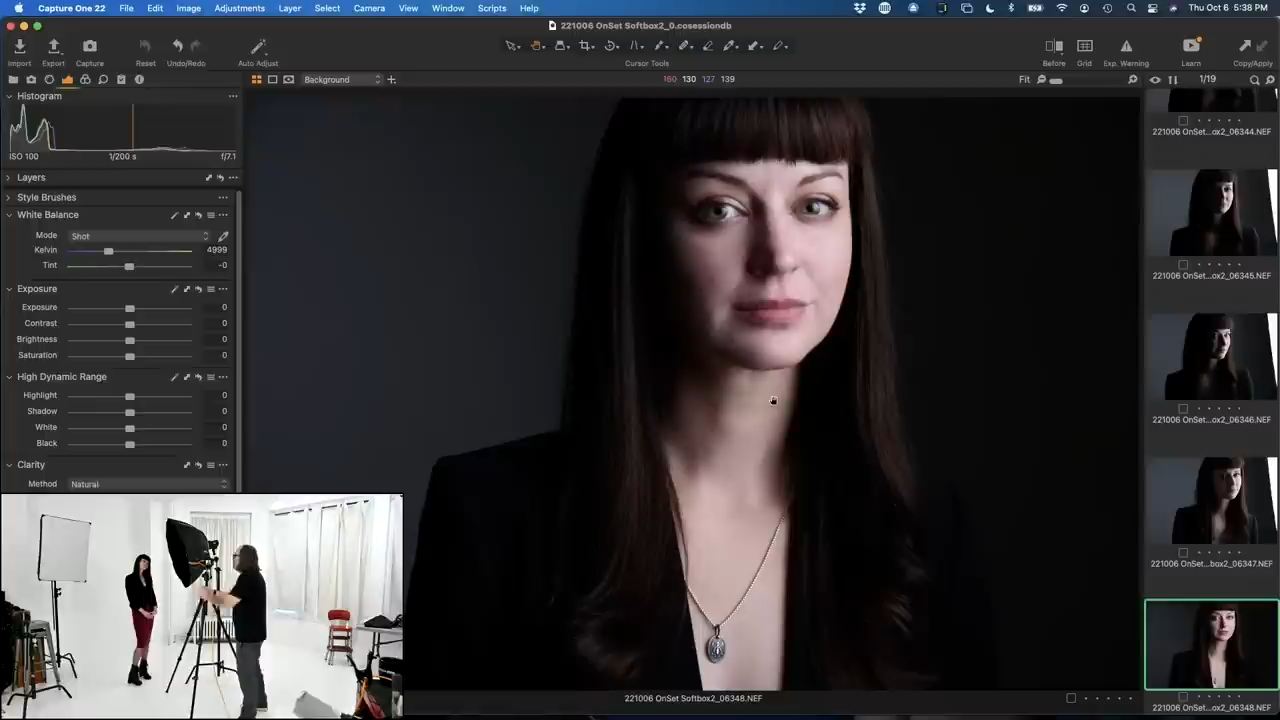 Capture One 22 File Edit Image Adjustments Layer Select Camera View Window Scripts Help Thu Oct 6 5:38 PM
221006 OnSet Softbox2_0.cosessiondb
Import Export Capture Reset Undo/Redo Auto Adjust Cursor Tools Before Grid Exp. Warning Learn Copy/Apply
Background 160 130 127 139 Fit 1/19
Histogram
ISO 100 1/200 s f/7.1
Layers
Style Brushes
White Balance
Mode Shot
Kelvin 4999
Tint -0
Exposure
Exposure 0
Contrast 0
Brightness 0
Saturation 0
High Dynamic Range
Highlight 0
Shadow 0
White 0
Black 0
Clarity
Method Natural
221006 OnSet Softbox2_06348.NEF
221006 OnSet...ox2_06344.NEF
221006 OnSet...ox2_06345.NEF
221006 OnSet...ox2_06346.NEF
221006 OnSet...box2_06347.NEF
221006 OnSet...ox2_06348.NEF